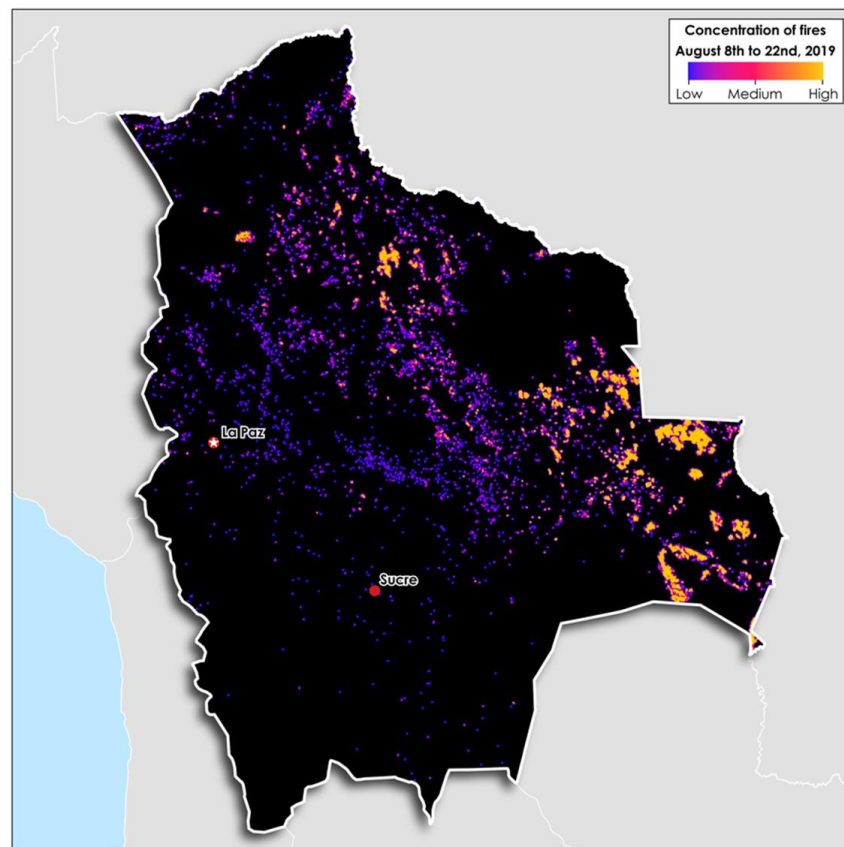 Concentration of fires
August 8th to 22nd, 2019
Low Medium High
La Paz
Sucre